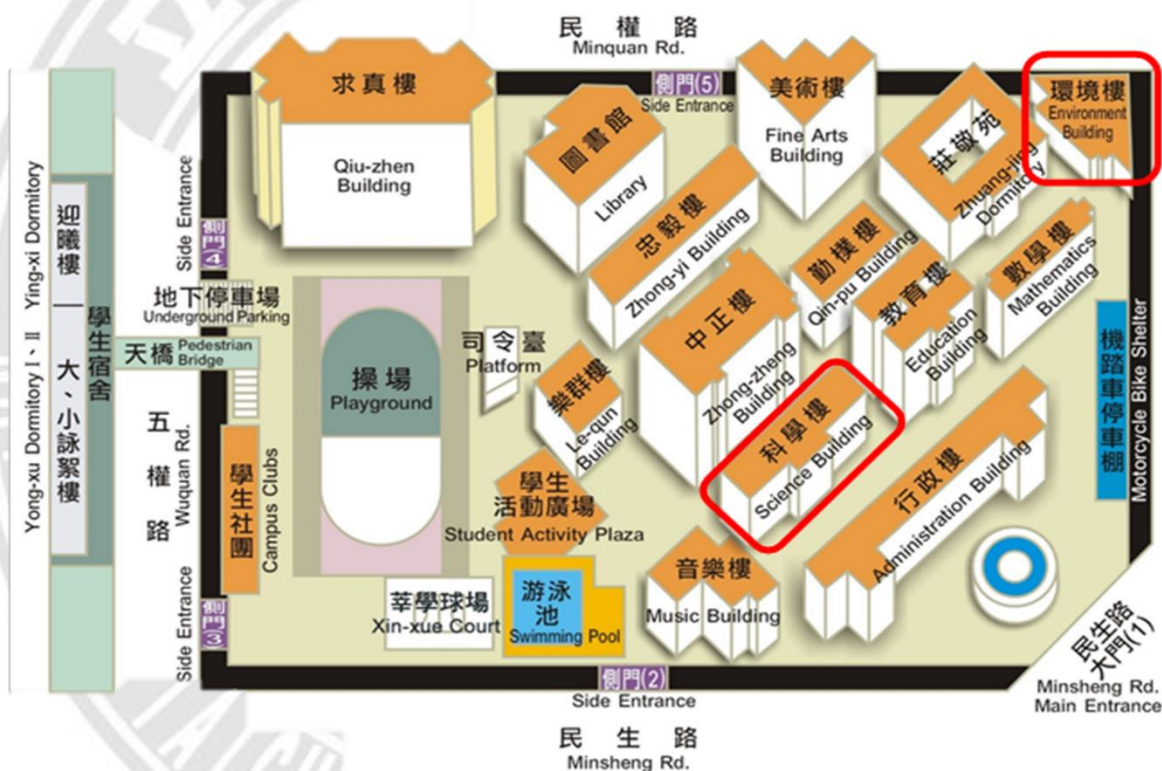 民權路
Minquan Rd.
求真樓
Qiu-zhen
Building
圖書館
Library
側門(5)
Side Entrance
美術樓
Fine Arts
Building
莊敬苑
Zhuang-jing
Dormitory
環境樓
Environment
Building
忠毅樓
Zhong-yi Building
勤樸樓
Qin-pu Building
數學樓
Mathematics
Building
教育樓
Education
Building
中正樓
Zhong-zheng
Building
側門4
Side Entrance
迎曦樓
Ying-xi Dormitory
大、小詠絮樓
Yong-xu Dormitory I、II
學生宿舍
地下停車場
Underground Parking
天橋
Pedestrian
Bridge
操場
Playground
司令臺
Platform
樂群樓
Le-qun
Building
科學樓
Science Building
行政樓
Administration Building
機踏車停車棚
Motorcycle Bike Shelter
五權路
Wuquan Rd.
學生社團
Campus Clubs
學生
活動廣場
Student Activity Plaza
側門3
Side Entrance
莘學球場
Xin-xue Court
游泳
池
Swimming Pool
音樂樓
Music Building
民生路
大門(1)
Minsheng Rd.
Main Entrance
側門(2)
Side Entrance
民生路
Minsheng Rd.